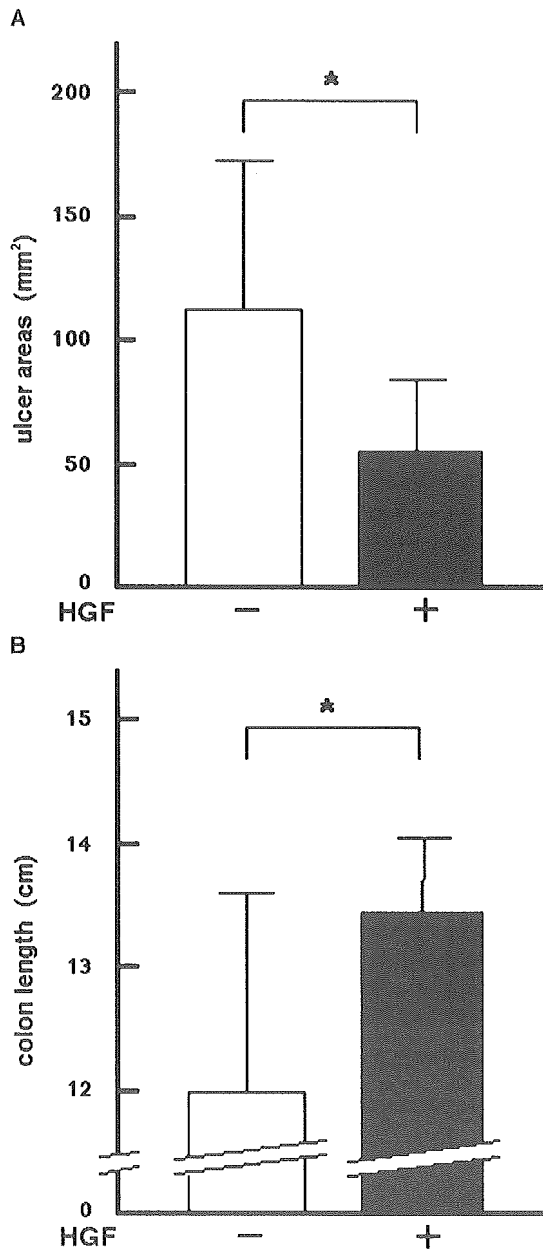 A
★
200
150
100
50
0
ulcer areas (mm²)
HGF − +
B
★
15
14
13
12
0
colon length (cm)
HGF − +